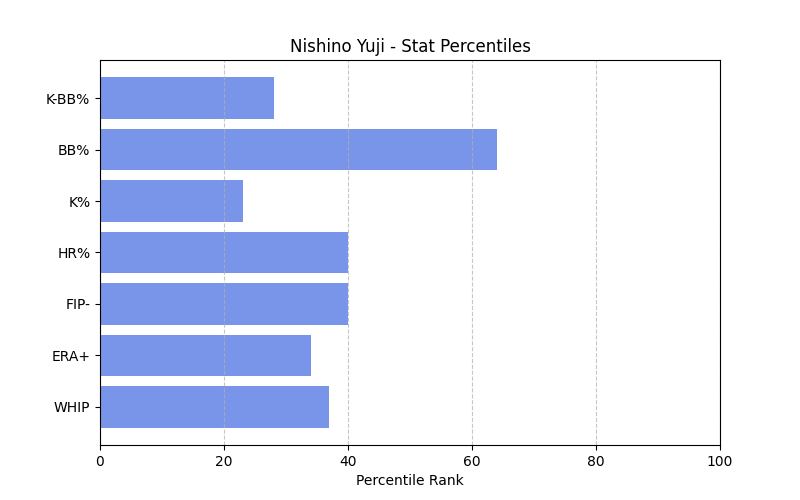 Nishino Yuji - Stat Percentiles
K-BB%
BB%
K%
HR%
FIP-
ERA+
WHIP
0 20 40 60 80 100
Percentile Rank